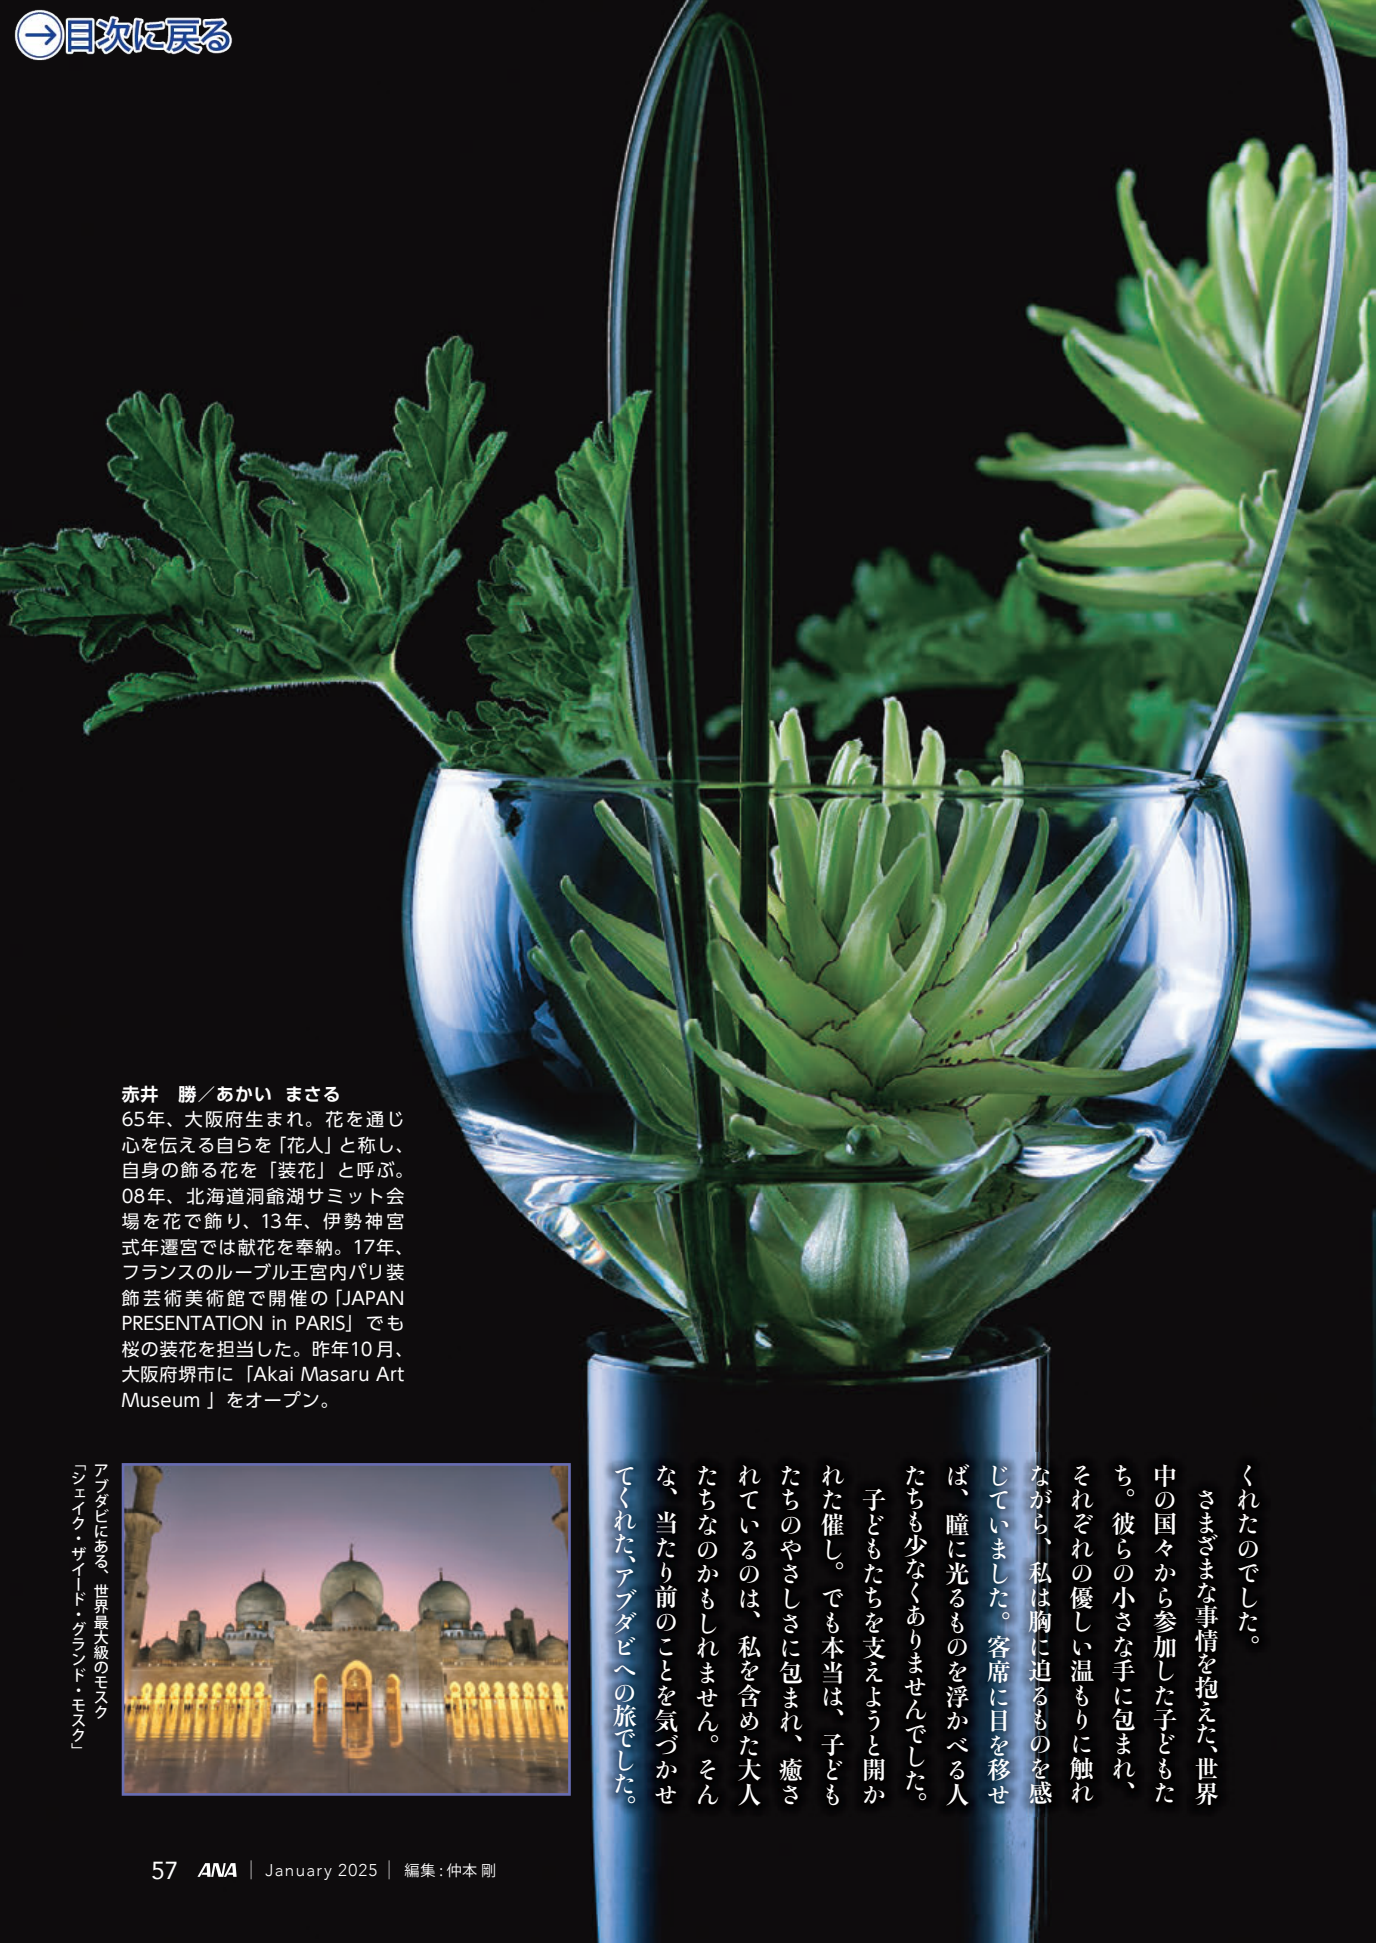 目次に戻る
くれたのでした。
さまざまな事情を抱えた、世界
中の国々から参加した子どもた
ち。彼らの小さな手に包まれ、
それぞれの優しい温もりに触れ
ながら、私は胸に迫るものを感
じていました。客席に目を移せ
ば、瞳に光るものを浮かべる人
たちも少なくありませんでした。
子どもたちを支えようと開か
れた催し。でも本当は、子ども
たちのやさしさに包まれ、癒さ
れているのは、私を含めた大人
たちなのかもしれません。そん
な、当たり前のことを気づかせ
てくれた、アブダビへの旅でした。
赤井　勝／あかい まさる
65年、大阪府生まれ。花を通じ
心を伝える自らを「花人」と称し、
自身の飾る花を「装花」と呼ぶ。
08年、北海道洞爺湖サミット会
場を花で飾り、13年、伊勢神宮
式年遷宮では献花を奉納。17年、
フランスのルーブル王宮内パリ装
飾芸術美術館で開催の「JAPAN
PRESENTATION in PARIS」でも
桜の装花を担当した。昨年10月、
大阪府堺市に「Akai Masaru Art
Museum」をオープン。
アブダビにある、世界最大級のモスク
「シェイク・ザイード・グランド・モスク」
57 ANA | January 2025 | 編集：仲本 剛